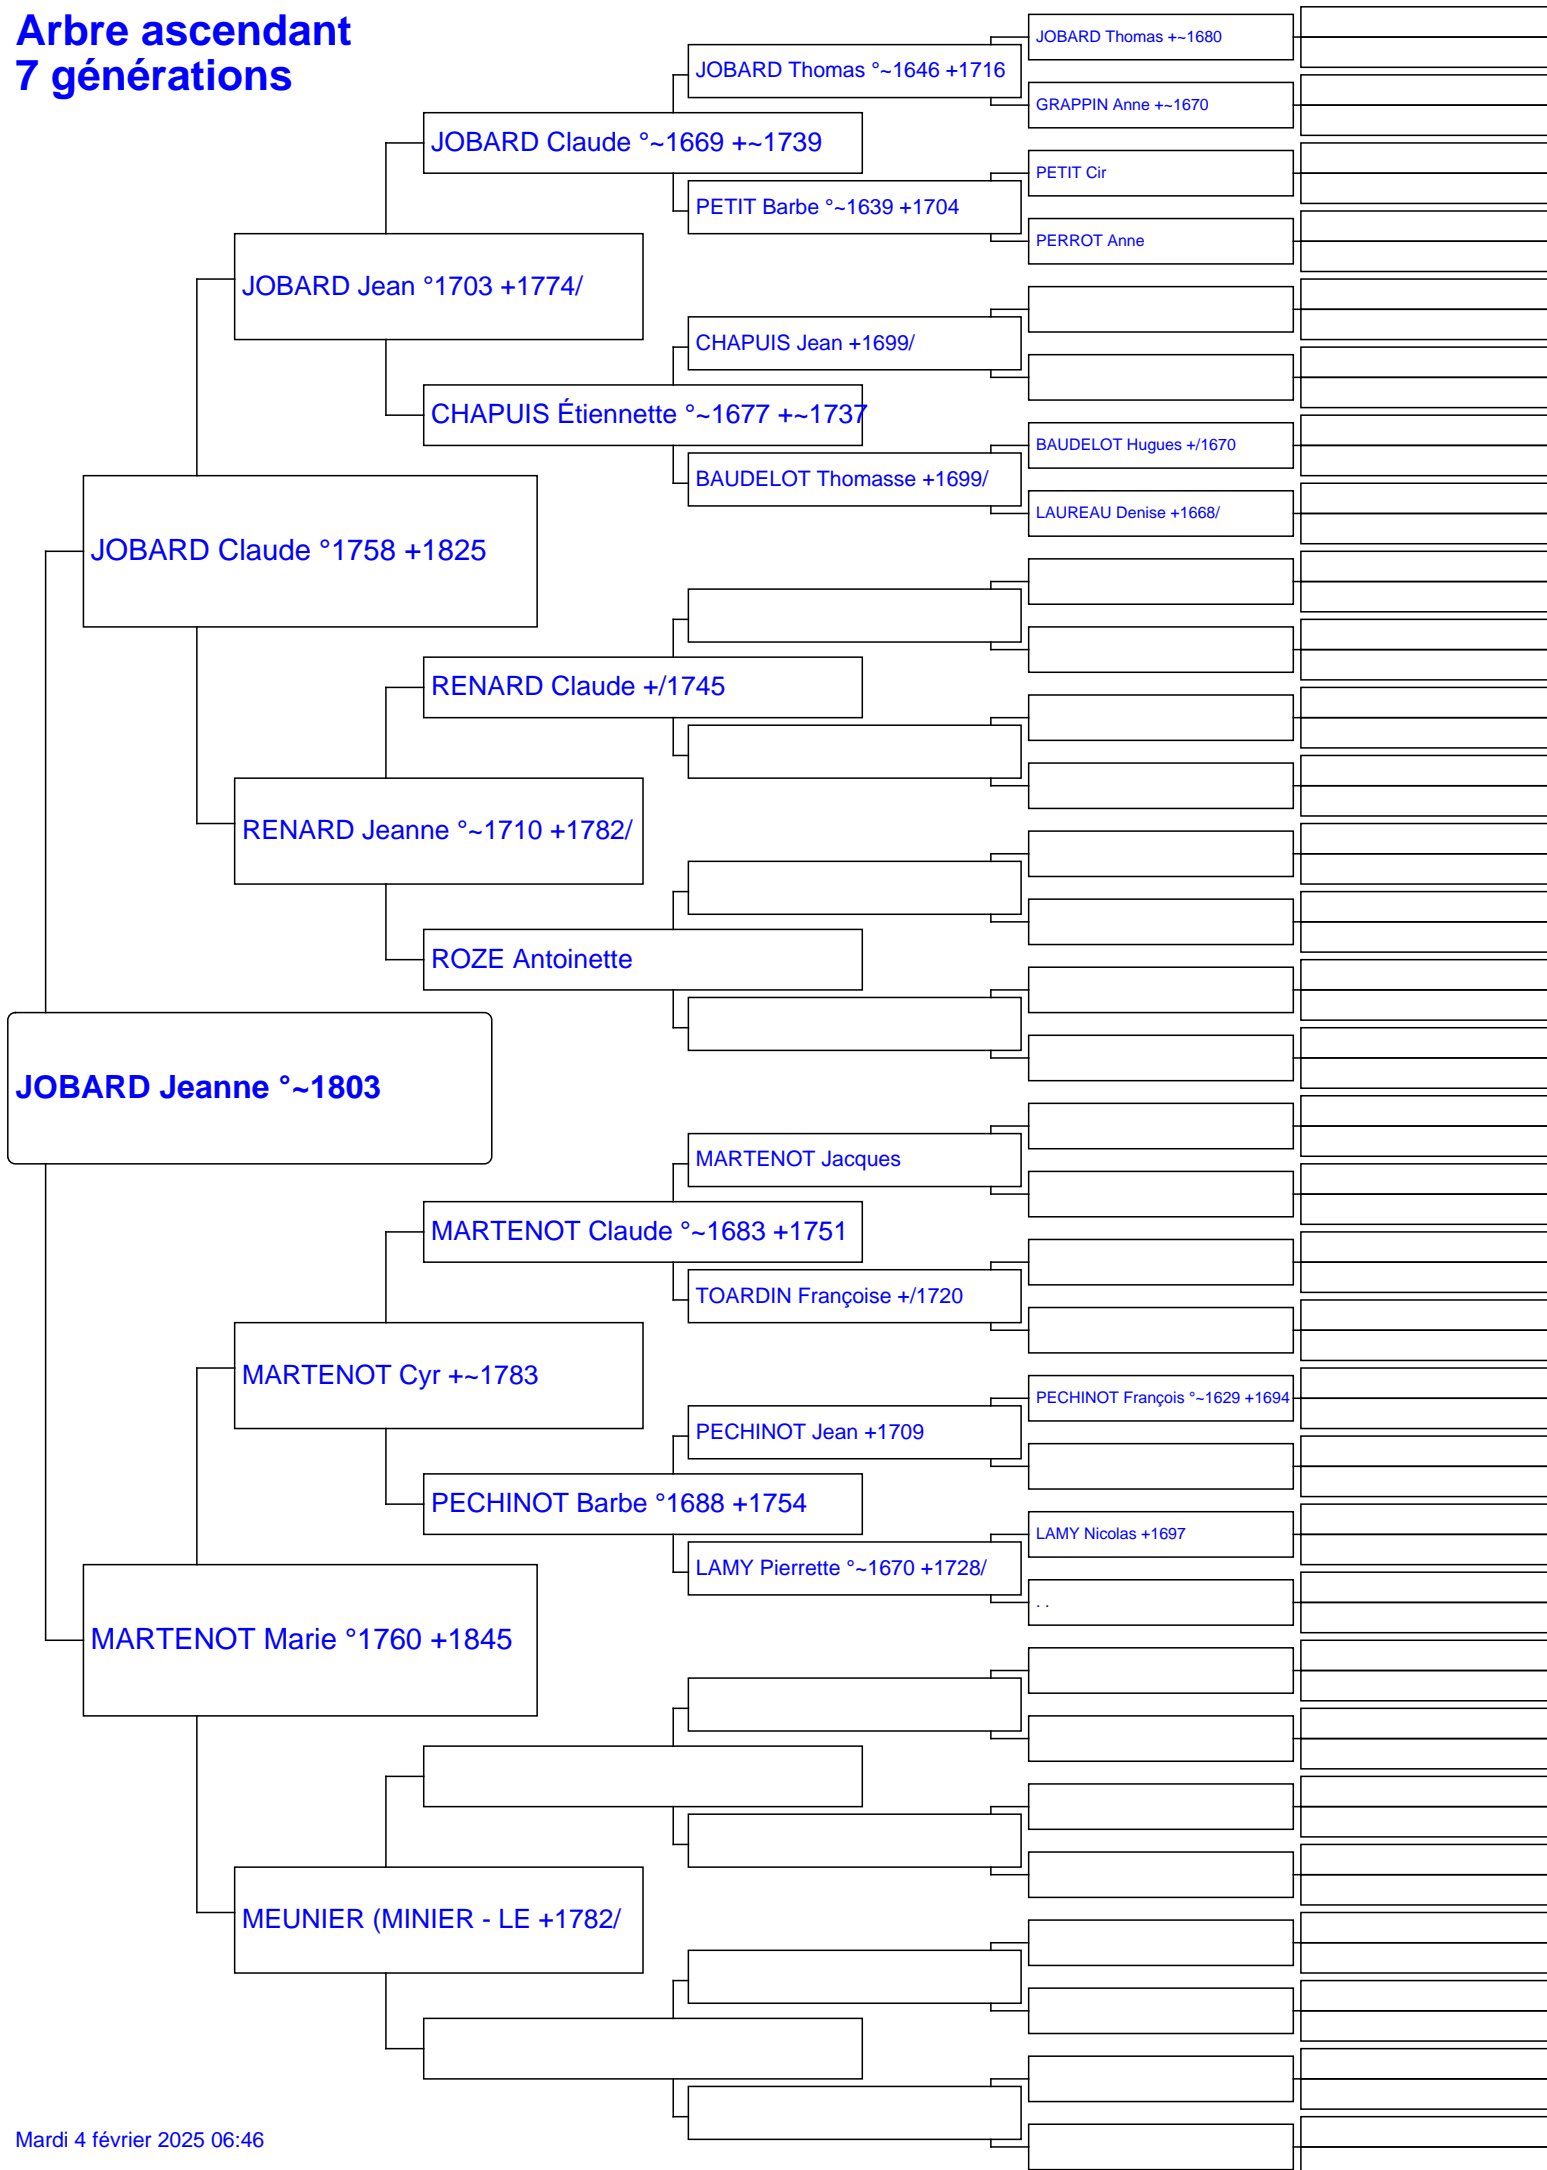 Arbre ascendant
7 générations
JOBARD Thomas +~1680
JOBARD Thomas °~1646 +1716
GRAPPIN Anne +~1670
JOBARD Claude °~1669 +~1739
PETIT Cir
PETIT Barbe °~1639 +1704
PERROT Anne
JOBARD Jean °1703 +1774/
CHAPUIS Jean +1699/
CHAPUIS Étiennette °~1677 +~1737
BAUDELOT Hugues +/1670
BAUDELOT Thomasse +1699/
LAUREAU Denise +1668/
JOBARD Claude °1758 +1825
RENARD Claude +/1745
RENARD Jeanne °~1710 +1782/
ROZE Antoinette
JOBARD Jeanne °~1803
MARTENOT Jacques
MARTENOT Claude °~1683 +1751
TOARDIN Françoise +/1720
MARTENOT Cyr +~1783
PECHINOT François °~1629 +1694
PECHINOT Jean +1709
PECHINOT Barbe °1688 +1754
LAMY Nicolas +1697
LAMY Pierrette °~1670 +1728/
. .
MARTENOT Marie °1760 +1845
MEUNIER (MINIER - LE +1782/
Mardi 4 février 2025 06:46